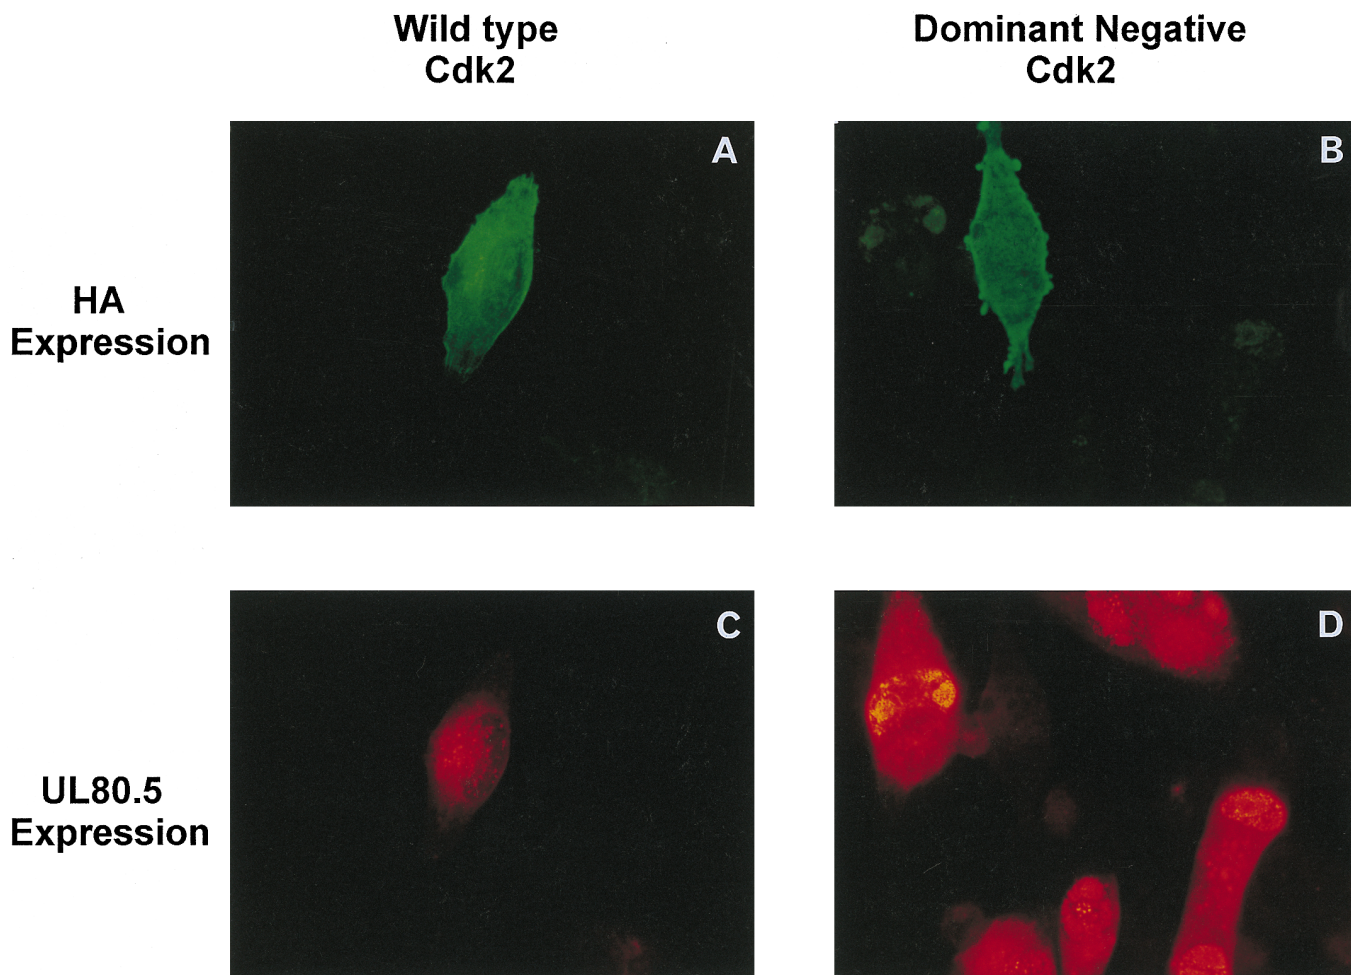 Wild type
Cdk2
Dominant Negative
Cdk2
HA
Expression
A
B
UL80.5
Expression
C
D